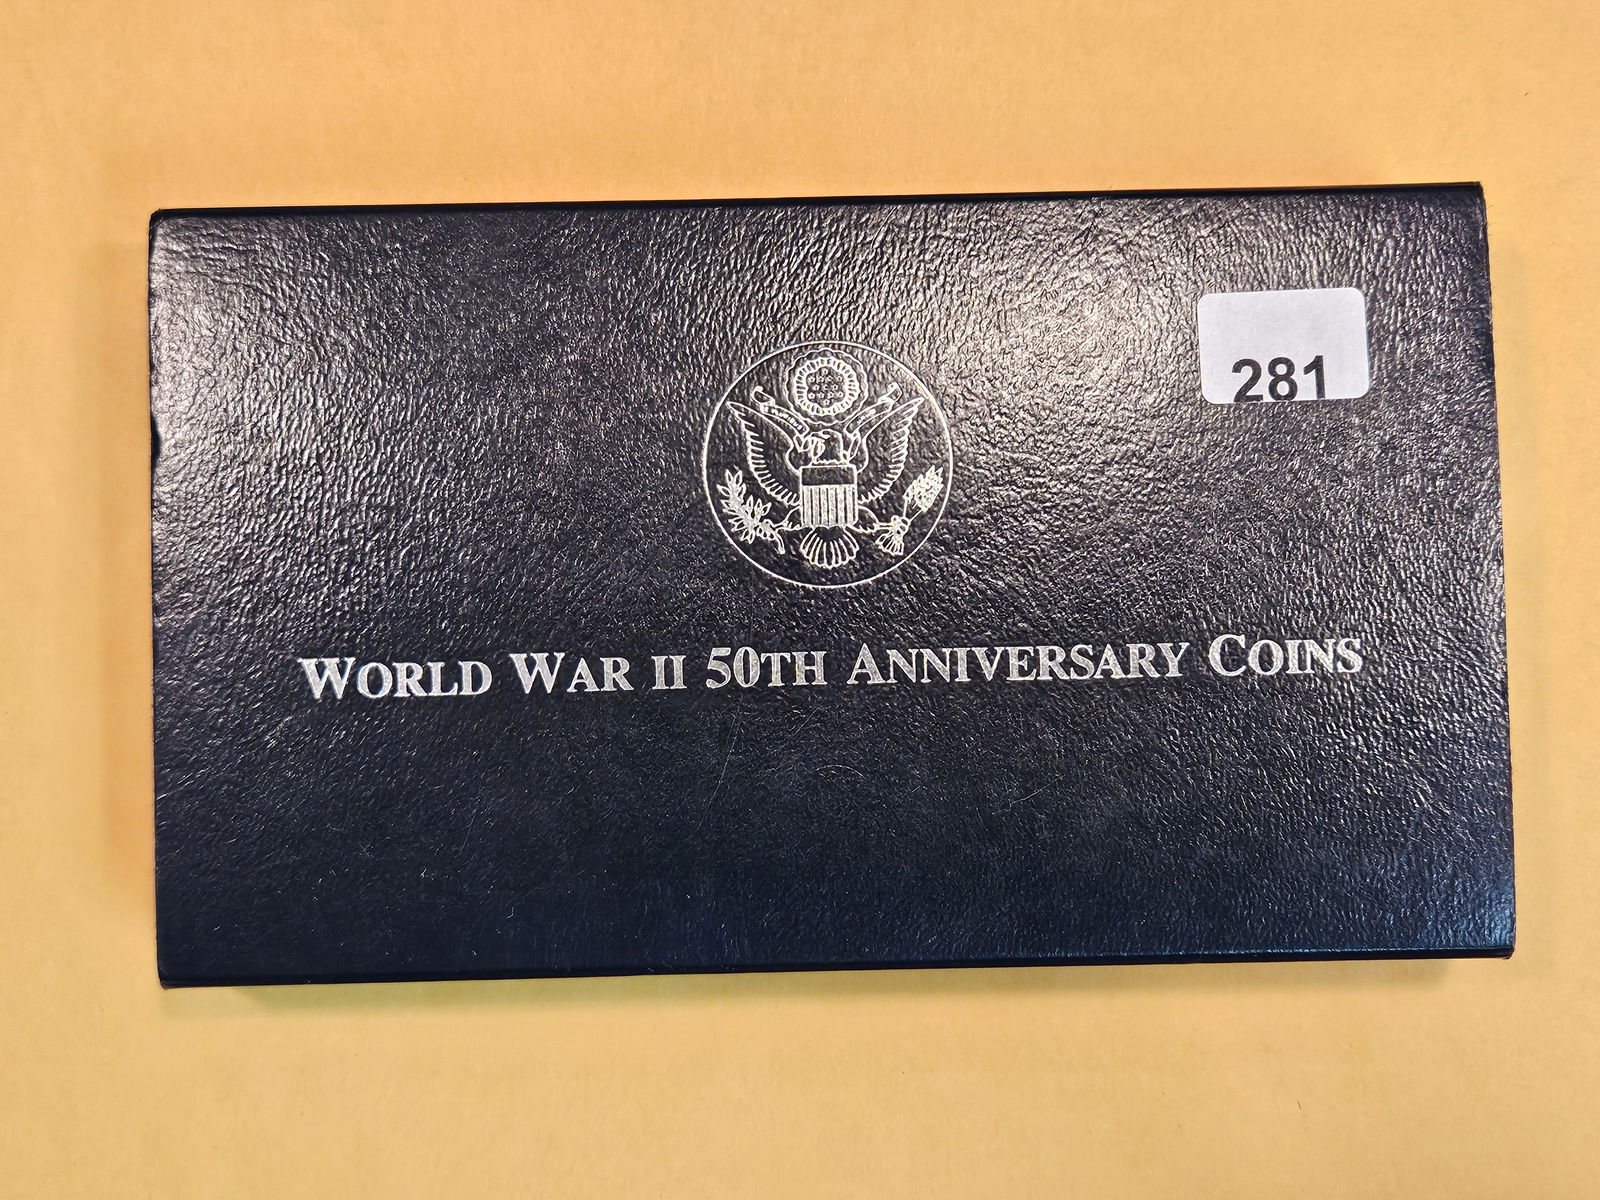 281
WORLD WAR II 50TH ANNIVERSARY COINS